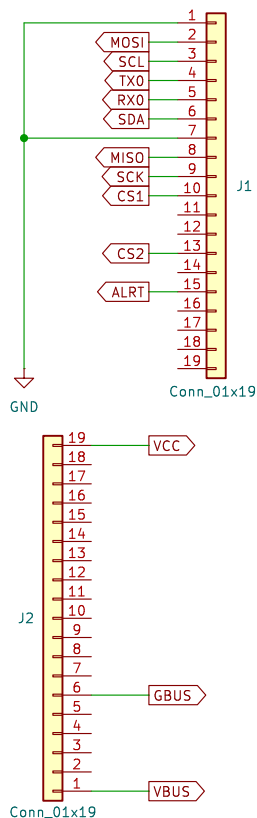 1
MOSI 2
SCL 3
TX0 4
RX0 5
SDA 6
7
MISO 8
SCK 9
CS1 10
J1
11
12
CS2 13
14
ALRT 15
16
17
18
19
Conn_01x19
GND
19 VCC
18
17
16
15
14
13
12
11
10
J2
9
8
7
6 GBUS
5
4
3
2
1 VBUS
Conn_01x19